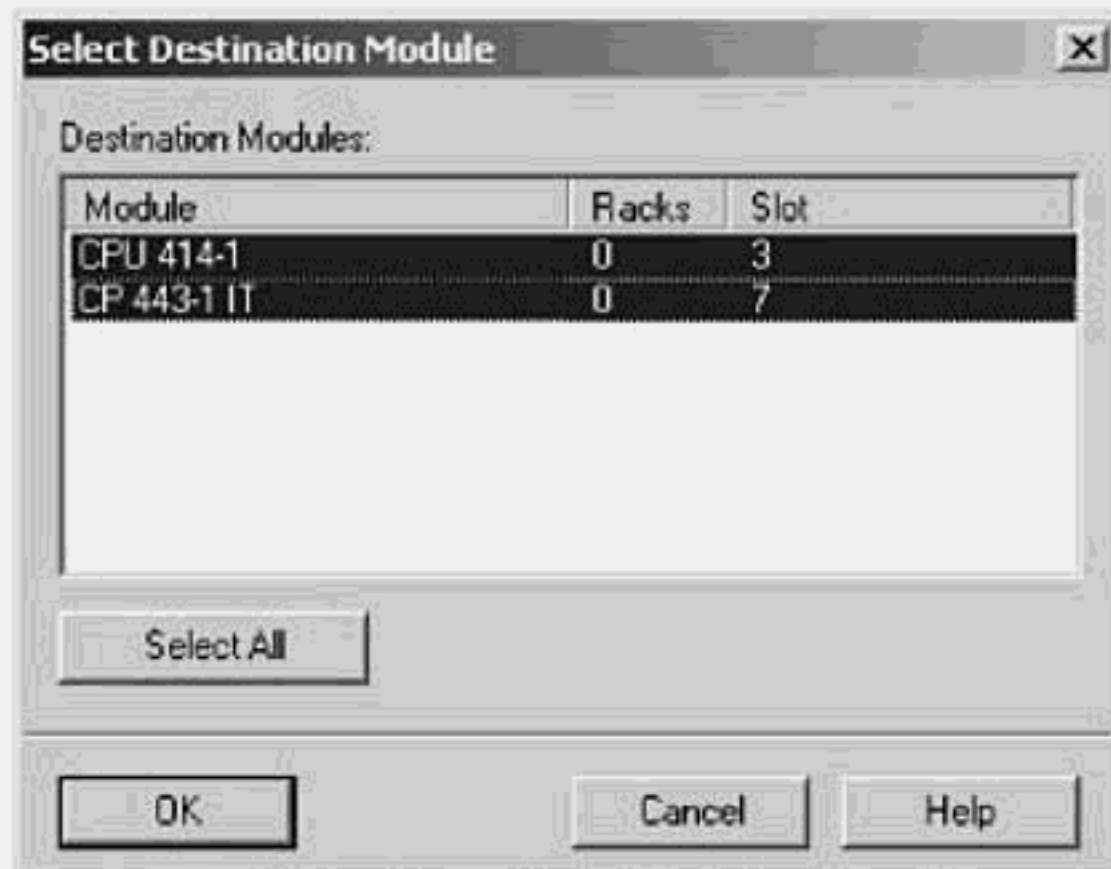 Select Destination Module
Destination Modules:
Module Racks Slot
CPU 414-1 0 3
CP 443-1 IT 0 7
Select All
OK Cancel Help